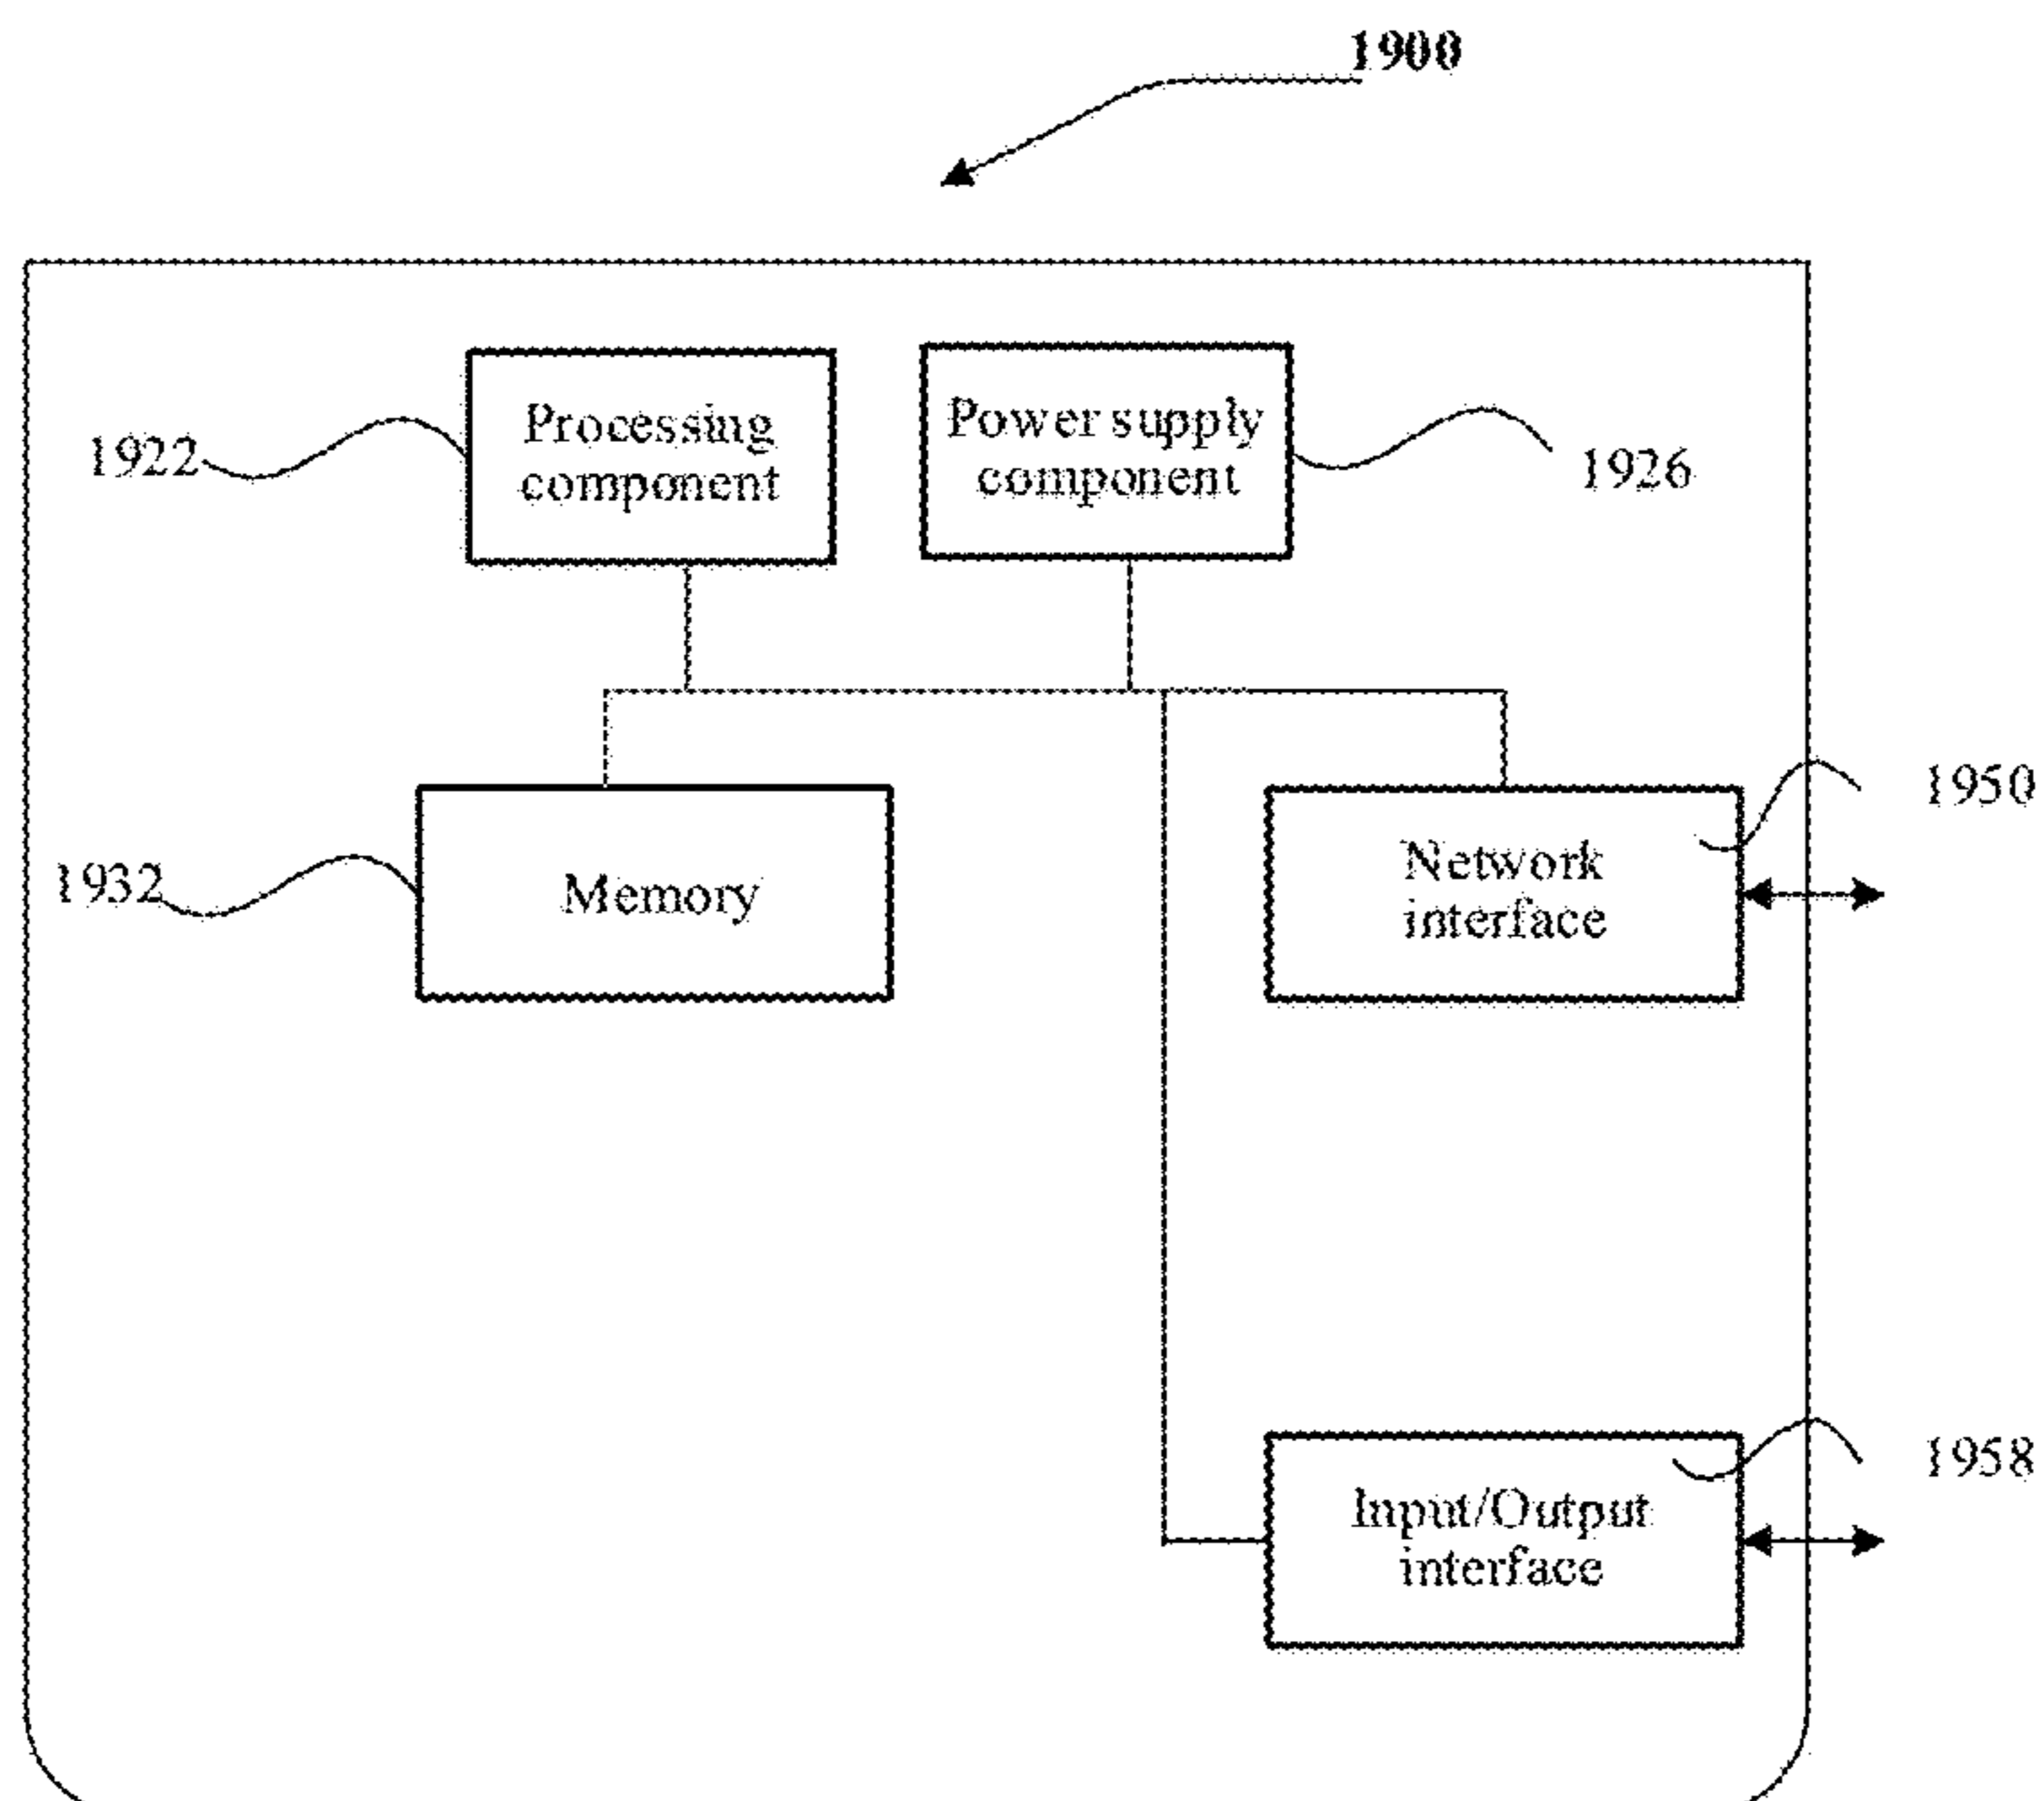 1900
Processing
component
Power supply
component
1922
1926
1950
Network
interface
1932
Memory
1958
Input/Output
interface